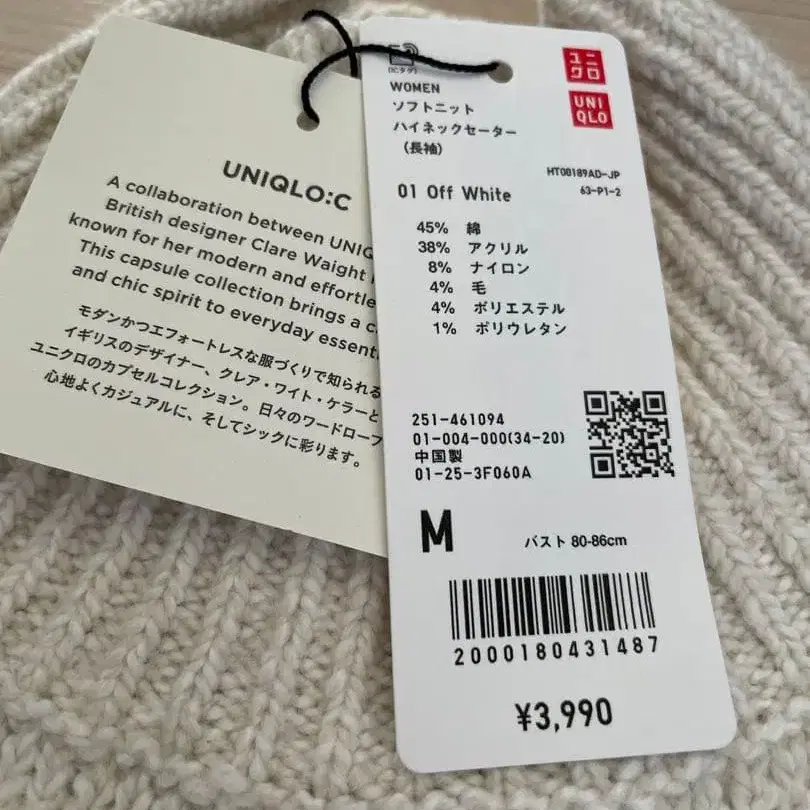 UNIQLO:C
A collaboration between UNIQ
British designer Clare Waight
known for her modern and effortle
This capsule collection brings a c
and chic spirit to everyday essent
モダンかつエフォートレスな服づくりで知られる
イギリスのデザイナー、クレア・ワイト・ケラーと
ユニクロのカプセルコレクション。日々のワードローブ
心地よくカジュアルに、そしてシックに彩ります。
(ICタグ)
ユニ
クロ
UNI
QLO
WOMEN
ソフトニット
ハイネックセーター
（長袖）
HT00189AD-JP
63-P1-2
01 Off White
45% 綿
38% アクリル
8% ナイロン
4% 毛
4% ポリエステル
1% ポリウレタン
251-461094
01-004-000(34-20)
中国製
01-25-3F060A
M バスト 80-86cm
2000180431487
¥3,990